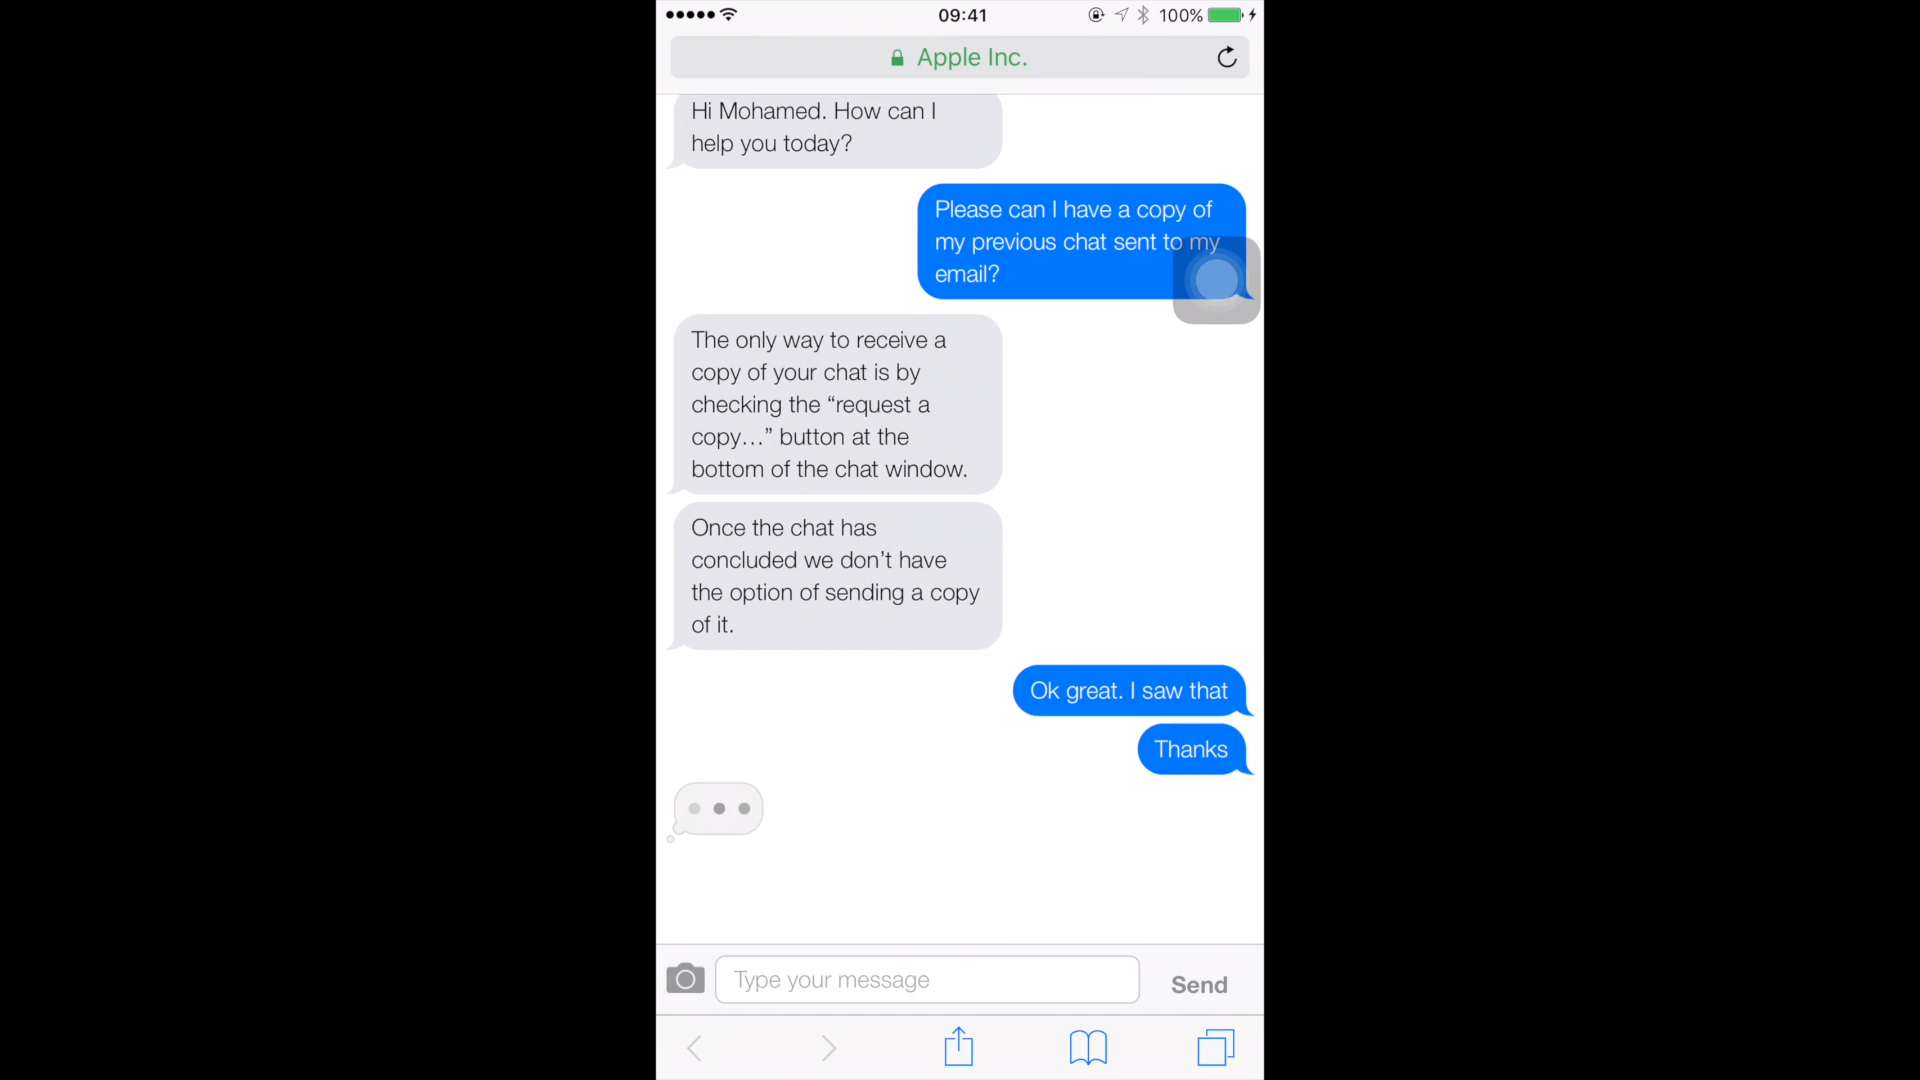 09:41
100%
Apple Inc.
Hi Mohamed. How can I
help you today?
Please can I have a copy of
my previous chat sent to my
email?
The only way to receive a
copy of your chat is by
checking the “request a
copy…” button at the
bottom of the chat window.
Once the chat has
concluded we don’t have
the option of sending a copy
of it.
Ok great. I saw that
Thanks
Type your message
Send